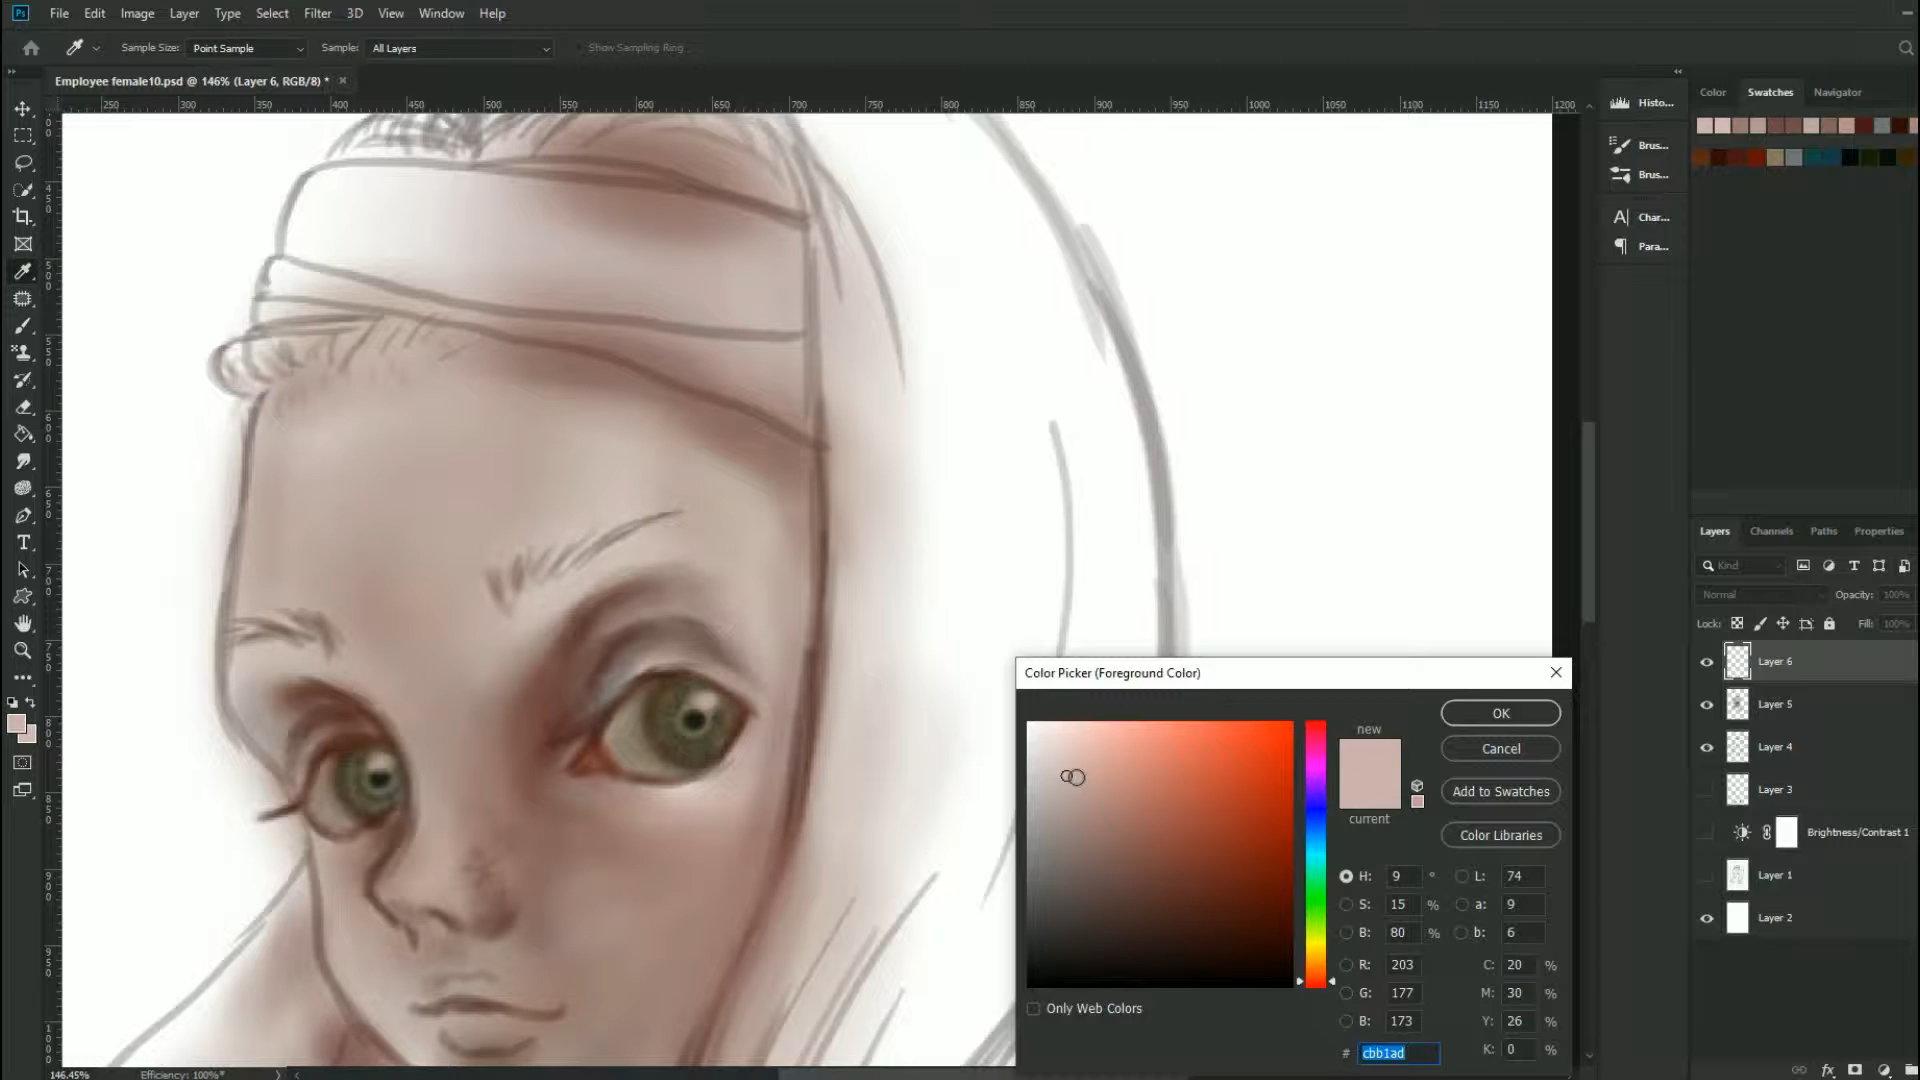 Ps File Edit Image Layer Type Select Filter 3D View Window Help
Sample Size: Point Sample Sample: All Layers Show Sampling Ring
Employee female10.psd @ 146% (Layer 6, RGB/8) *
250 300 350 400 450 500 550 600 650 700 750 800 850 900 950 1000 1050 1100 1150 1200
Histo...
Brus...
Brus...
Char...
Para...
Color Swatches Navigator
Layers Channels Paths Properties
Kind
Normal Opacity: 100%
Lock: Fill: 100%
Layer 6
Layer 5
Layer 4
Layer 3
Brightness/Contrast 1
Layer 1
Layer 2
Color Picker (Foreground Color)
new
current
OK
Cancel
Add to Swatches
Color Libraries
H: 9 ° L: 74
S: 15 % a: 9
B: 80 % b: 6
R: 203 C: 20 %
G: 177 M: 30 %
B: 173 Y: 26 %
# cbb1ad K: 0 %
Only Web Colors
146.45% Efficiency: 100%*